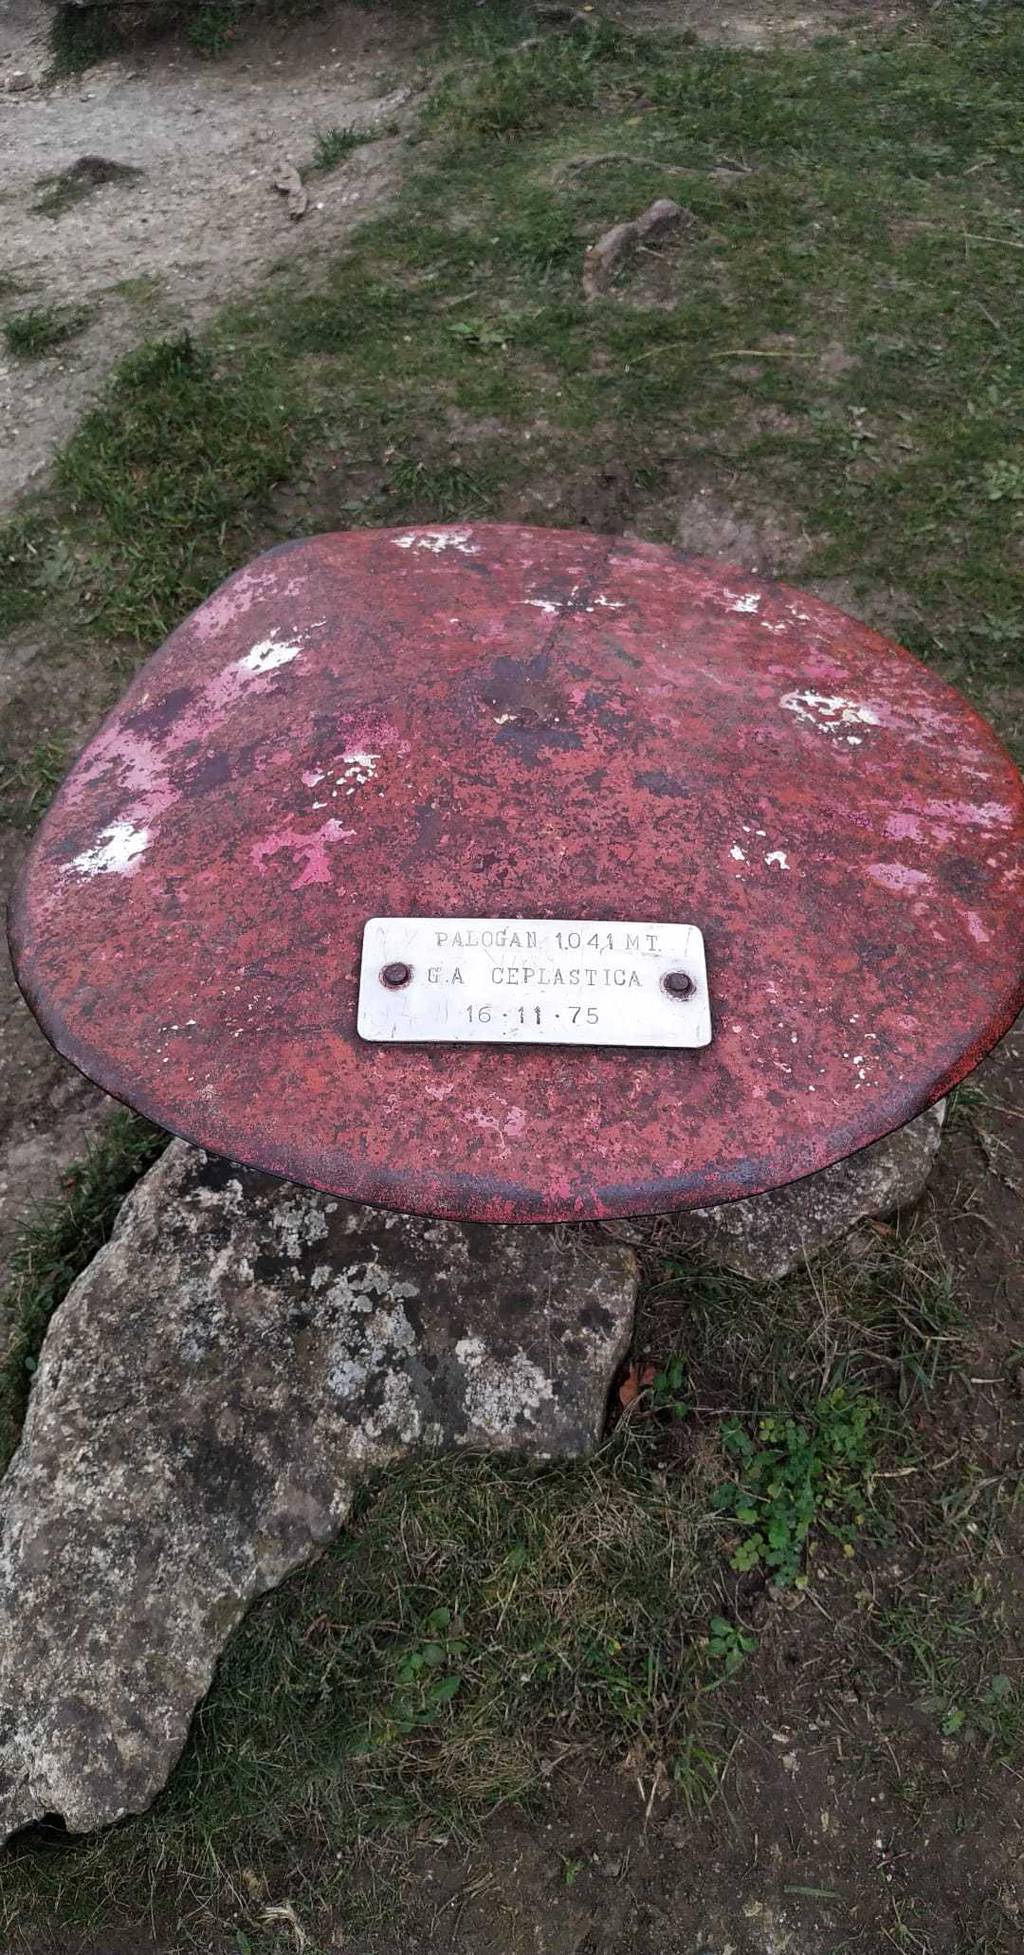 PALOGAN 1.041 MT.
G.A CEPLASTICA
16·11·75